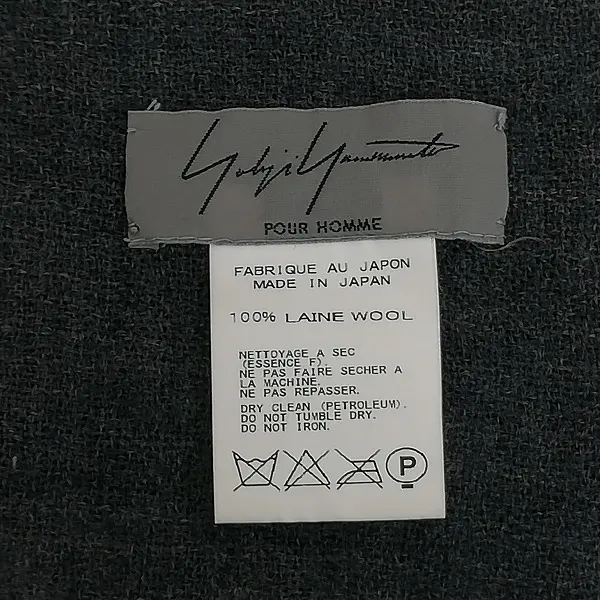 Yohji Yamamoto
POUR HOMME
FABRIQUE AU JAPON
MADE IN JAPAN
100% LAINE WOOL
NETTOYAGE A SEC
(ESSENCE F).
NE PAS FAIRE SECHER A
LA MACHINE.
NE PAS REPASSER.
DRY CLEAN (PETROLEUM).
DO NOT TUMBLE DRY.
DO NOT IRON.
P